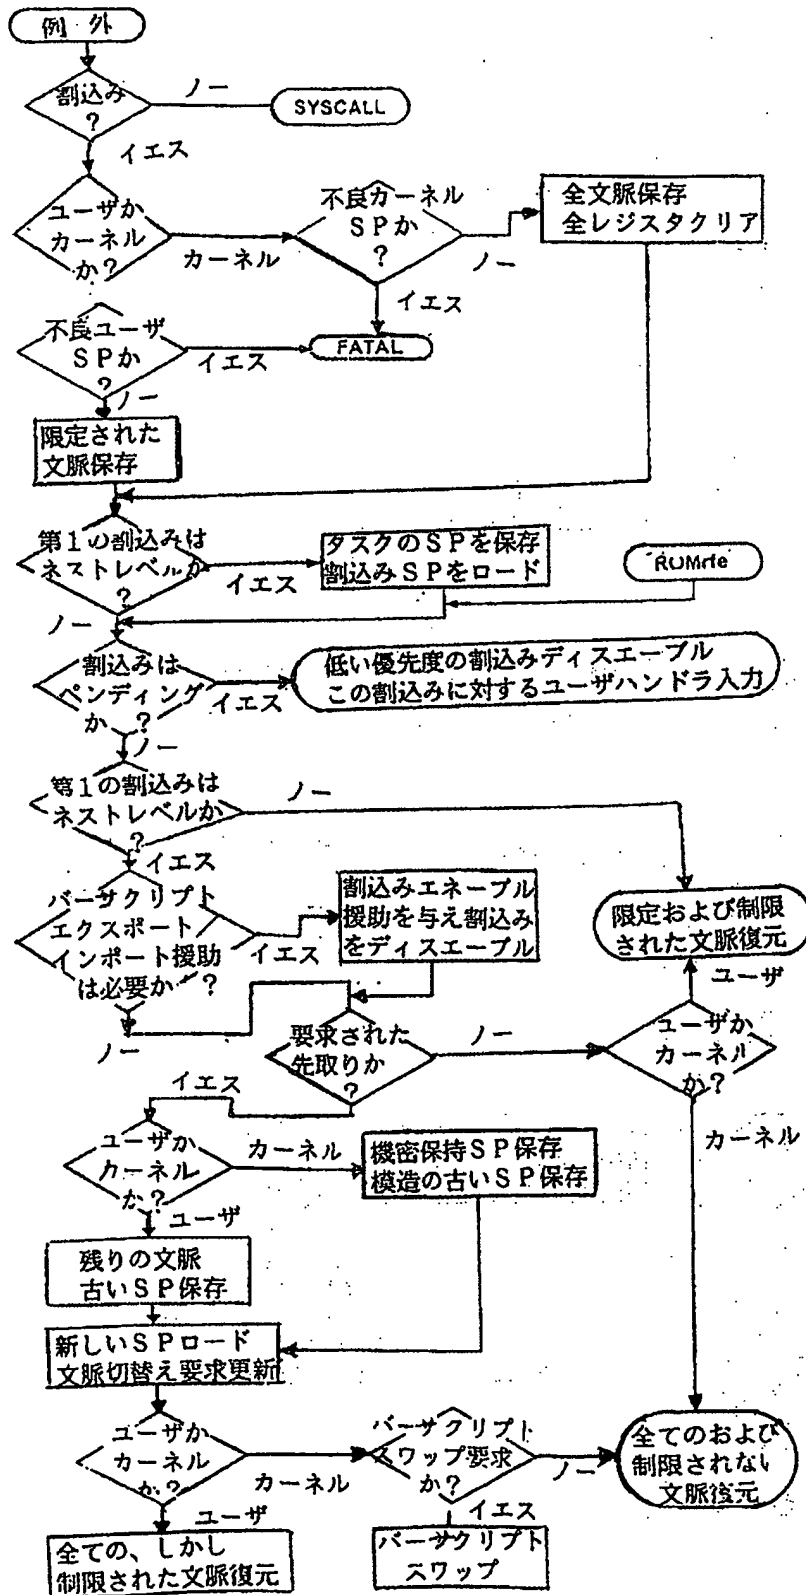 例 外
割込み
?
ノー
SYSCALL
イエス
ユーザか
カーネル
か?
カーネル
不良カーネル
SPか
?
ノー
全文脈保存
全レジスタクリア
イエス
FATAL
不良ユーザ
SPか
?
イエス
ノー
限定された
文脈保存
第1の割込みは
ネストレベルか
?
イエス
タスクのSPを保存
割込みSPをロード
ノー
割込みは
ペンディング
か?
イエス
低い優先度の割込みディスエーブル
この割込みに対するユーザハンドラ入力
ノー
第1の割込みは
ネストレベルか
?
ノー
イエス
バーサクリプト
エクスポート
インポート援助
は必要か?
イエス
割込みエネーブル
援助を与え割込み
をディスエーブル
限定および制限
された文脈復元
ユーザ
ノー
要求された
先取りか
?
ノー
ユーザか
カーネル
か?
イエス
カーネル
ユーザか
カーネル
か?
カーネル
機密保持SP保存
模造の古いSP保存
ユーザ
残りの文脈
古いSP保存
新しいSPロード
文脈切替え要求更新
ユーザか
カーネル
か?
カーネル
バーサクリプト
スワップ要求
か?
ノー
全てのおよび
制限されない
文脈復元
ユーザ
イエス
全ての、しかし
制限された文脈復元
バーサクリプト
スワップ